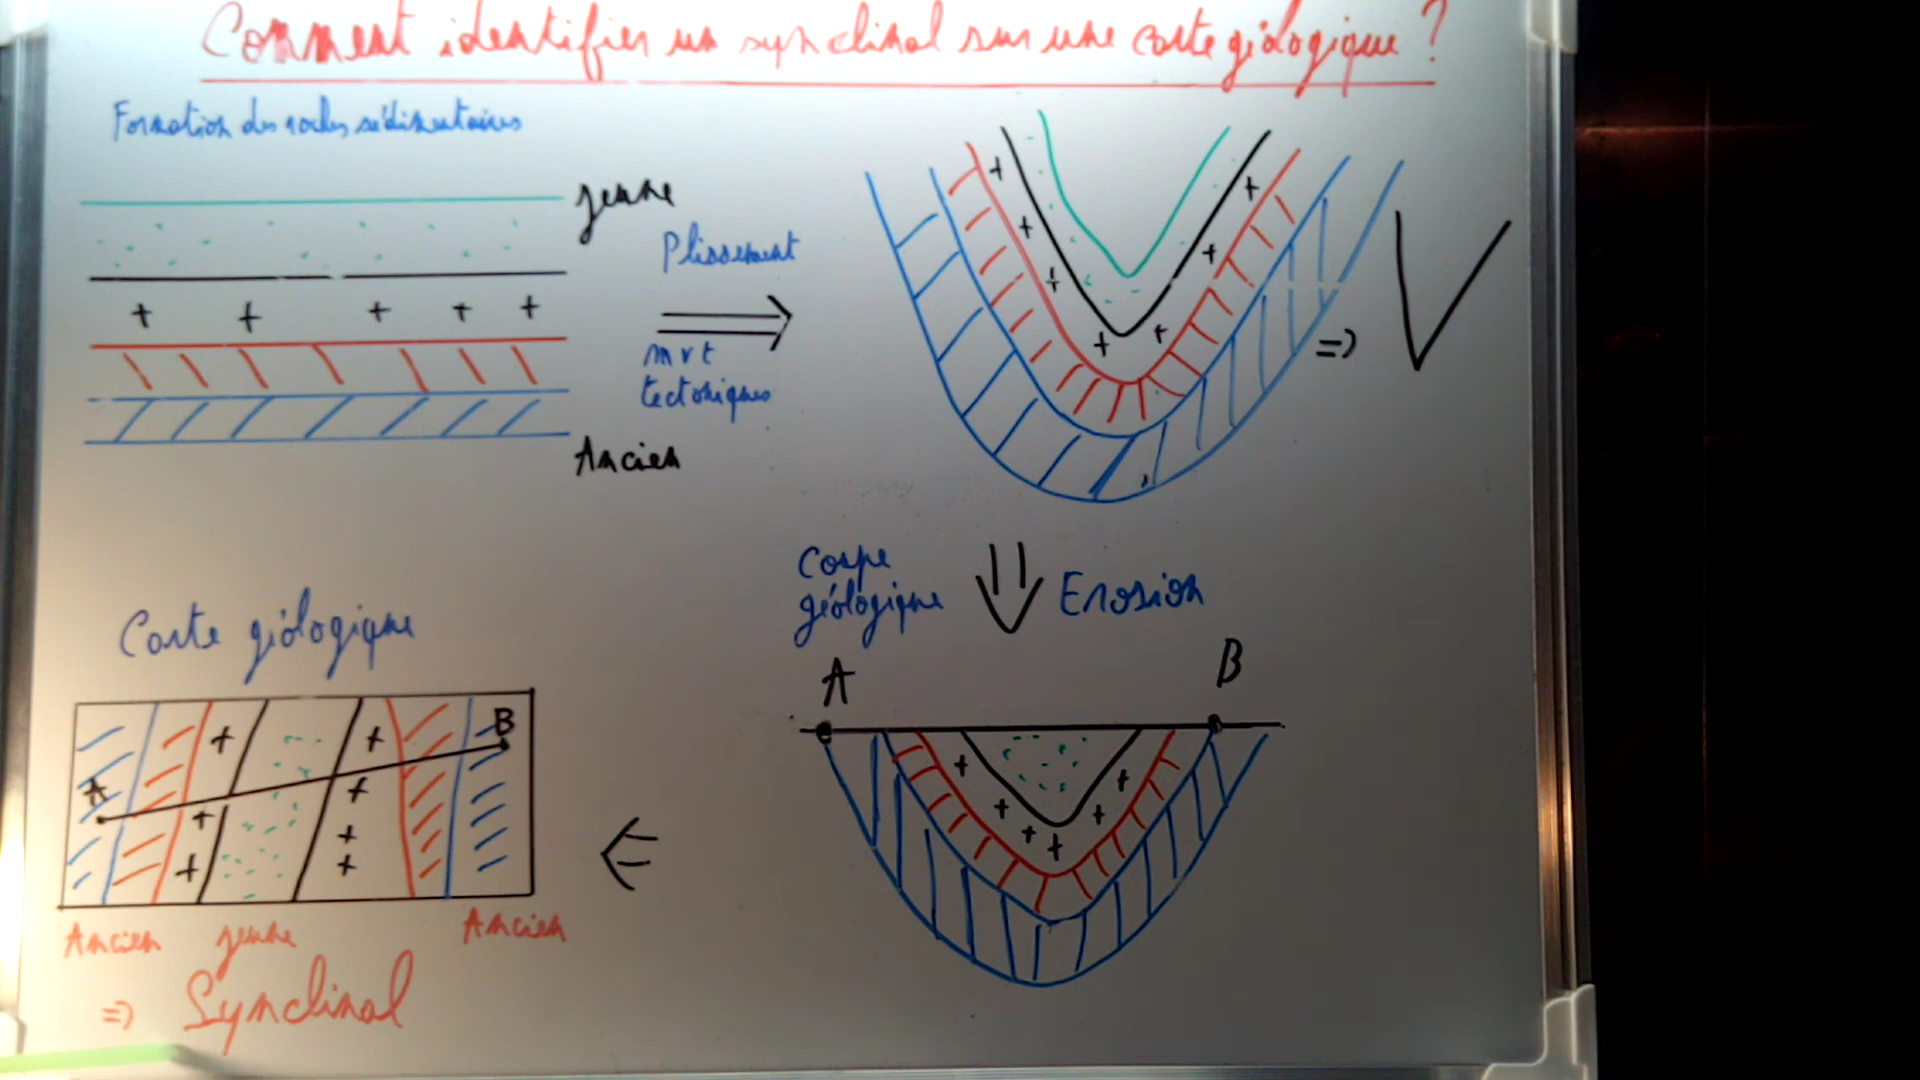 Comment identifier un synclinal sur une carte géologique ?
Formation des roches sédimentaires
jeune
Plissement
mvt
tectoniques
Ancien
+ + + + +
=>
Coupe
géologique
Erosion
A B
Carte géologique
A B
Ancien jeune Ancien
=> Synclinal